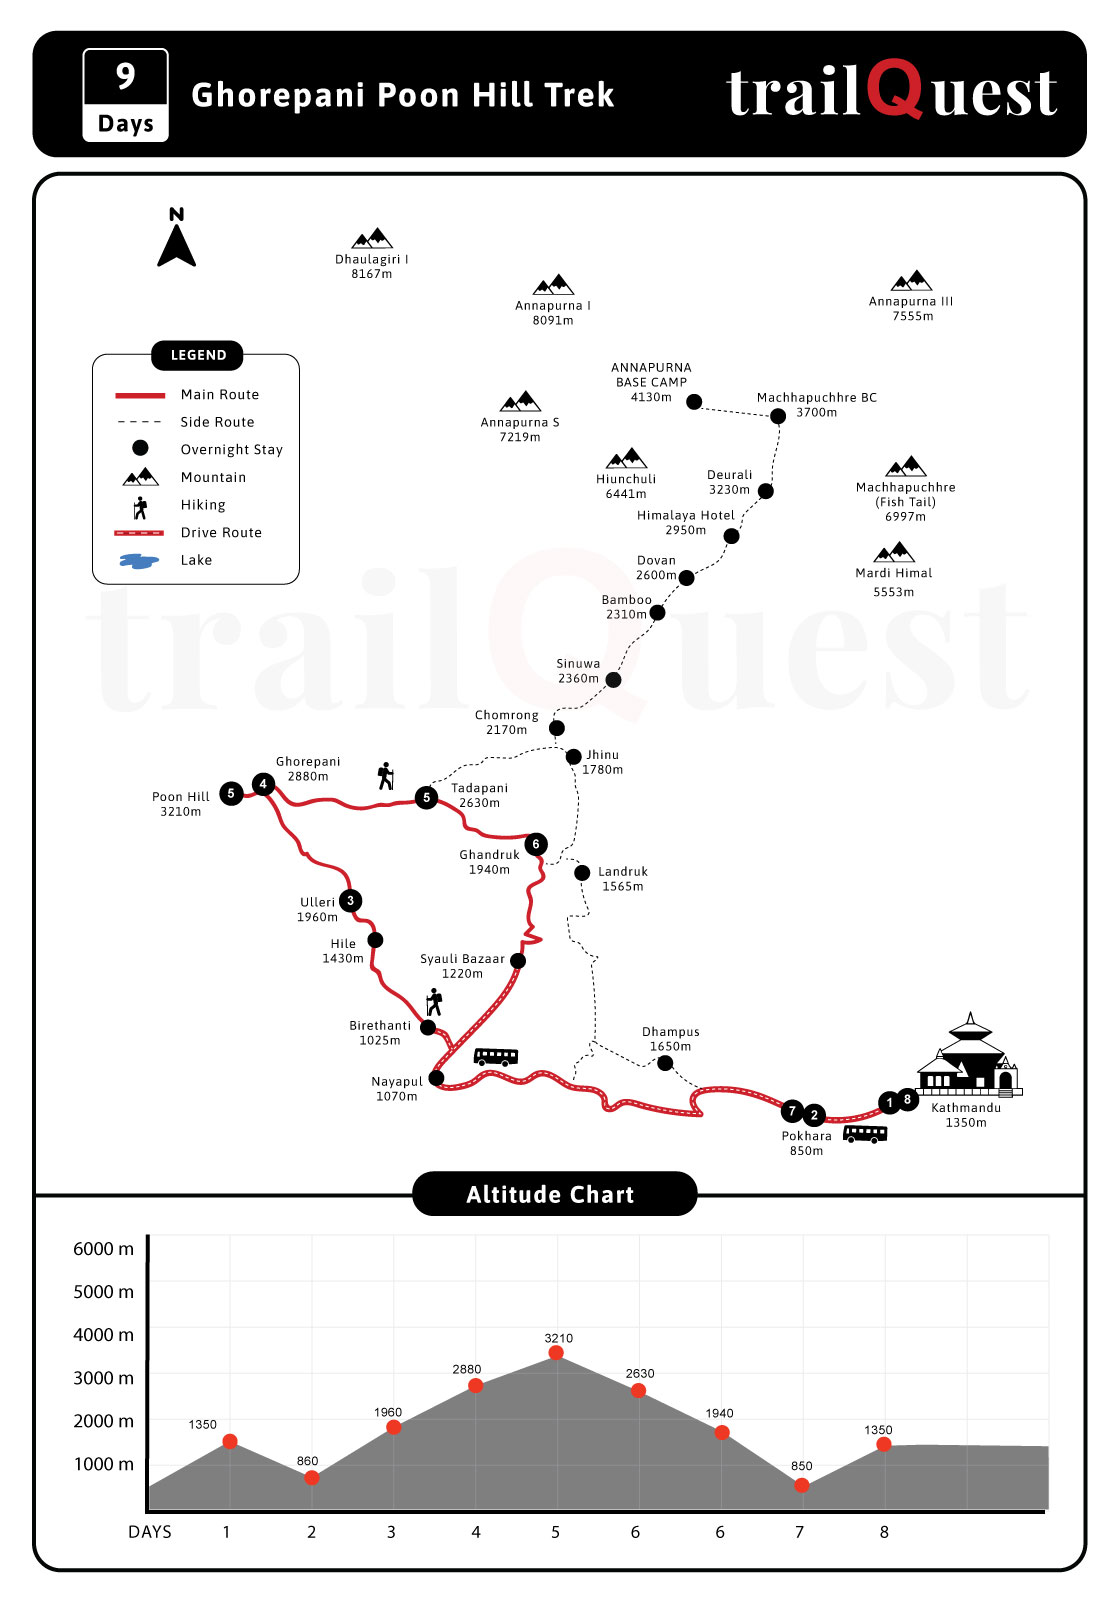 9
Days
Ghorepani Poon Hill Trek
trailQuest
N
Dhaulagiri I
8167m
Annapurna I
8091m
Annapurna III
7555m
LEGEND
Main Route
Side Route
Overnight Stay
Mountain
Hiking
Drive Route
Lake
ANNAPURNA
BASE CAMP
4130m
Machhapuchhre BC
3700m
Annapurna S
7219m
Hiunchuli
6441m
Deurali
3230m
Machhapuchhre
(Fish Tail)
6997m
Himalaya Hotel
2950m
Mardi Himal
5553m
Dovan
2600m
Bamboo
2310m
trailQuest
Sinuwa
2360m
Chomrong
2170m
Jhinu
1780m
Ghorepani
2880m
4
5
Poon Hill
3210m
5
Tadapani
2630m
6
Ghandruk
1940m
Landruk
1565m
Ulleri
1960m
3
Hile
1430m
Syauli Bazaar
1220m
Birethanti
1025m
Dhampus
1650m
Nayapul
1070m
7
2
Pokhara
850m
1
8
Kathmandu
1350m
Altitude Chart
6000 m
5000 m
4000 m
3000 m
2000 m
1000 m
1350
860
1960
2880
3210
2630
1940
850
1350
DAYS 1 2 3 4 5 6 6 7 8